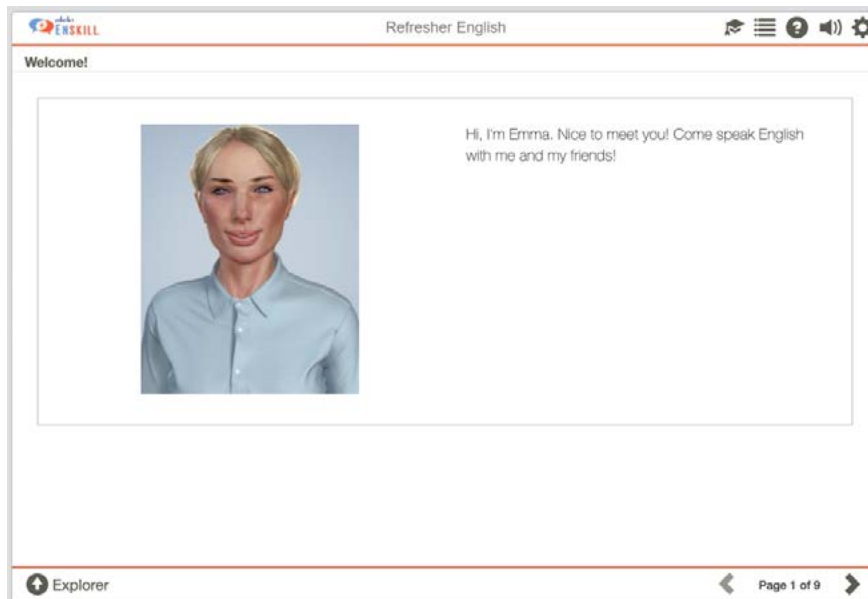 alelo
ENSKILL
Refresher English
Welcome!
Hi, I'm Emma. Nice to meet you! Come speak English
with me and my friends!
Explorer
Page 1 of 9